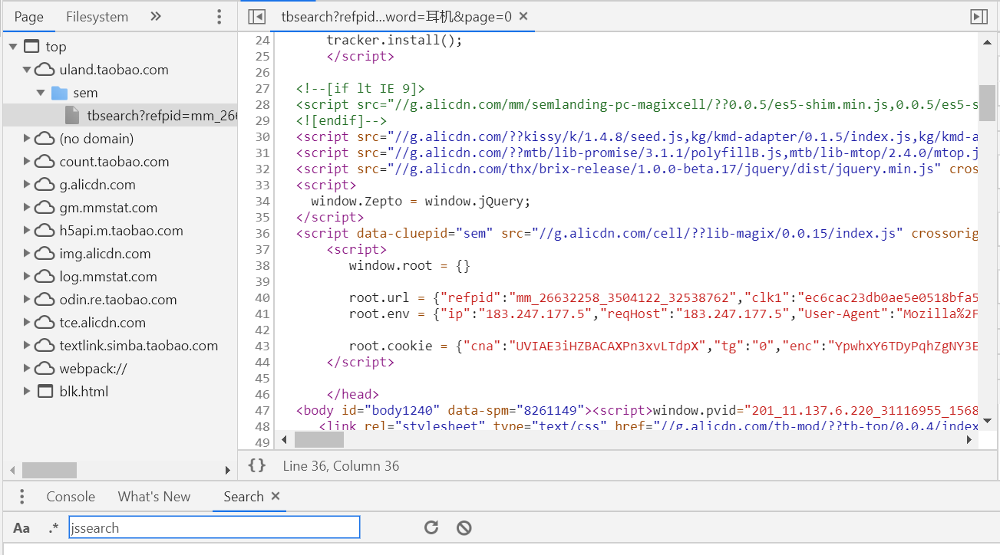 Page Filesystem
tbsearch?refpid...word=耳机&page=0
top
uland.taobao.com
sem
tbsearch?refpid=mm_266
(no domain)
count.taobao.com
g.alicdn.com
gm.mmstat.com
h5api.m.taobao.com
img.alicdn.com
log.mmstat.com
odin.re.taobao.com
tce.alicdn.com
textlink.simba.taobao.com
webpack://
blk.html
24 tracker.install();
25 </script>
26
27 <!--[if lt IE 9]>
28 <script src="//g.alicdn.com/mm/semlanding-pc-magixcell/??0.0.5/es5-shim.min.js,0.0.5/es5-s
29 <![endif]-->
30 <script src="//g.alicdn.com/??kissy/k/1.4.8/seed.js,kg/kmd-adapter/0.1.5/index.js,kg/kmd-a
31 <script src="//g.alicdn.com/??mtb/lib-promise/3.1.1/polyfillB.js,mtb/lib-mtop/2.4.0/mtop.j
32 <script src="//g.alicdn.com/thx/brix-release/1.0.0-beta.17/jquery/dist/jquery.min.js" cros
33 <script>
34 window.Zepto = window.jQuery;
35 </script>
36 <script data-cluepid="sem" src="//g.alicdn.com/cell/??lib-magix/0.0.15/index.js" crossorig
37 <script>
38 window.root = {}
39
40 root.url = {"refpid":"mm_26632258_3504122_32538762","clk1":"ec6cac23db0ae5e0518bfa5
41 root.env = {"ip":"183.247.177.5","reqHost":"183.247.177.5","User-Agent":"Mozilla%2F
42
43 root.cookie = {"cna":"UVIAE3iHZBACAXPn3xvLTdpX","tg":"0","enc":"YpwhxY6TDyPqhZgNY3E
44 </script>
45
46 </head>
47 <body id="body1240" data-spm="8261149"><script>window.pvid="201_11.137.6.220_31116955_1568
48 <link rel="stylesheet" type="text/css" href="//g.alicdn.com/tb-mod/??tb-top/0.0.4/index
49
{} Line 36, Column 36
Console What's New Search
Aa .* jssearch